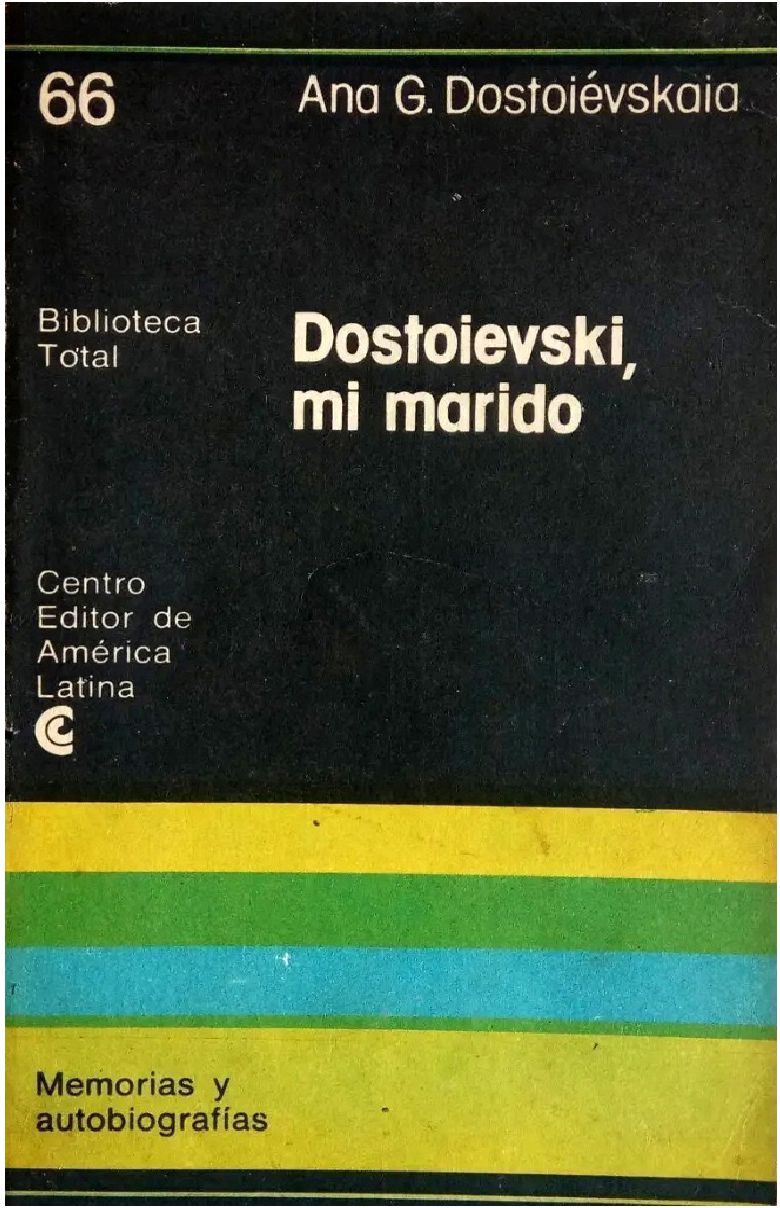 66
Ana G. Dostoiévskaia
Biblioteca
Total
Dostoievski,
mi marido
Centro
Editor de
América
Latina
Memorias y
autobiografías